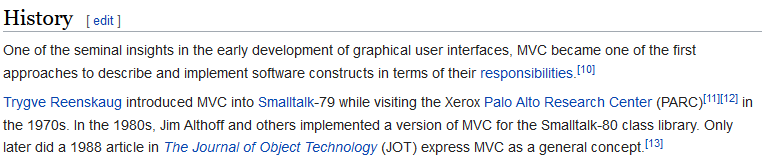 History [ edit ]
One of the seminal insights in the early development of graphical user interfaces, MVC became one of the first
approaches to describe and implement software constructs in terms of their responsibilities.[10]
Trygve Reenskaug introduced MVC into Smalltalk-79 while visiting the Xerox Palo Alto Research Center (PARC)[11][12] in
the 1970s. In the 1980s, Jim Althoff and others implemented a version of MVC for the Smalltalk-80 class library. Only
later did a 1988 article in The Journal of Object Technology (JOT) express MVC as a general concept.[13]